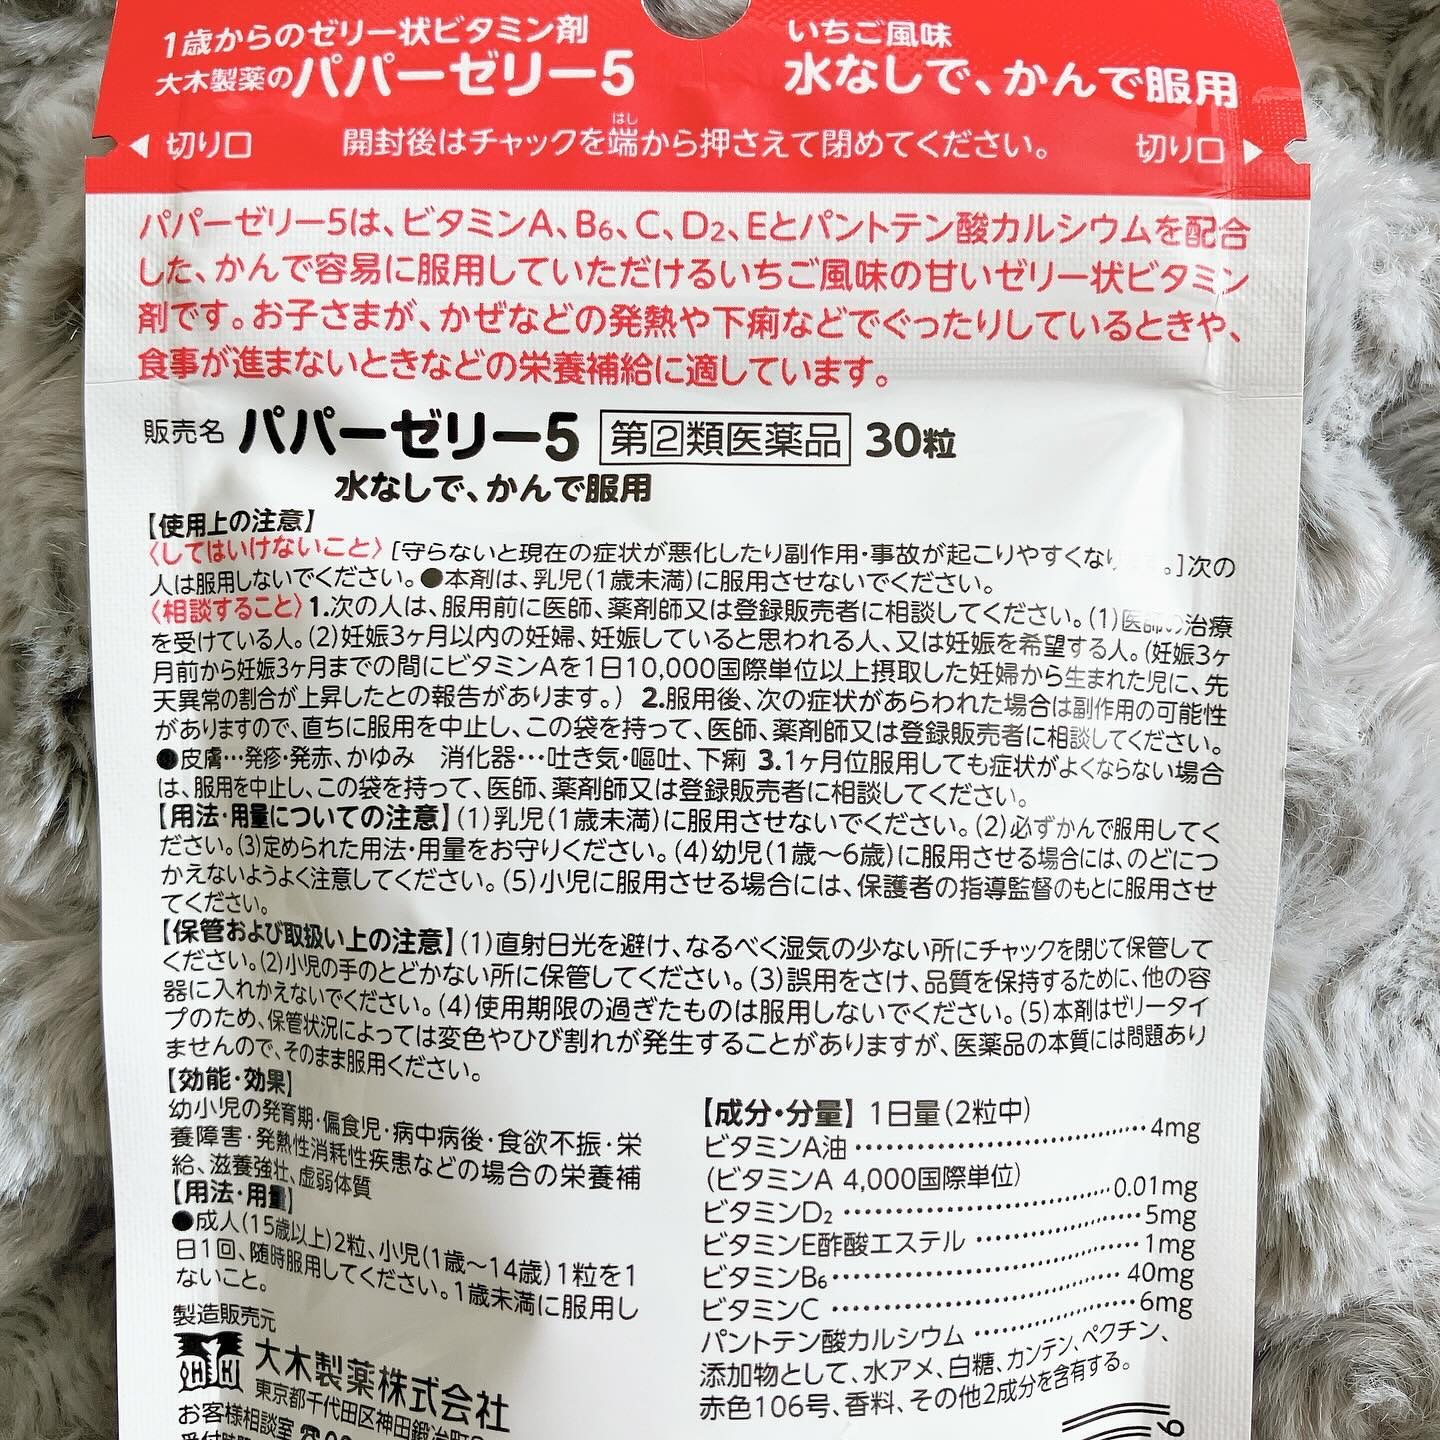 1歳からのゼリー状ビタミン剤
大木製薬のパパーゼリー5
いちご風味
水なしで、かんで服用
◀ 切り口
開封後はチャックを端から押さえて閉めてください。
はし
切り口 ▶
パパーゼリー5は、ビタミンA、B6、C、D2、Eとパントテン酸カルシウムを配合
した、かんで容易に服用していただけるいちご風味の甘いゼリー状ビタミン
剤です。お子さまが、かぜなどの発熱や下痢などでぐったりしているときや、
食事が進まないときなどの栄養補給に適しています。
販売名 パパーゼリー5 第②類医薬品 30粒
水なしで、かんで服用
【使用上の注意】
〈してはいけないこと〉[守らないと現在の症状が悪化したり副作用・事故が起こりやすくなり 。]次の
人は服用しないでください。●本剤は、乳児(1歳未満)に服用させないでください。
〈相談すること〉1.次の人は、服用前に医師、薬剤師又は登録販売者に相談してください。(1)医師の治療
を受けている人。(2)妊娠3ヶ月以内の妊婦、妊娠していると思われる人、又は妊娠を希望する人。(妊娠3ヶ
月前から妊娠3ヶ月までの間にビタミンAを1日10,000国際単位以上摂取した妊婦から生まれた児に、先
天異常の割合が上昇したとの報告があります。) 2.服用後、次の症状があらわれた場合は副作用の可能性
がありますので、直ちに服用を中止し、この袋を持って、医師、薬剤師又は登録販売者に相談してください。
●皮膚…発疹・発赤、かゆみ 消化器…吐き気・嘔吐、下痢 3.1ヶ月位服用しても症状がよくならない場合
は、服用を中止し、この袋を持って、医師、薬剤師又は登録販売者に相談してください。
【用法・用量についての注意】(1)乳児(1歳未満)に服用させないでください。(2)必ずかんで服用してく
ださい。(3)定められた用法・用量をお守りください。(4)幼児(1歳〜6歳)に服用させる場合には、のどにつ
かえないようよく注意してください。(5)小児に服用させる場合には、保護者の指導監督のもとに服用させ
てください。
【保管および取扱い上の注意】(1)直射日光を避け、なるべく湿気の少ない所にチャックを閉じて保管して
ください。(2)小児の手のとどかない所に保管してください。(3)誤用をさけ、品質を保持するために、他の容
器に入れかえないでください。(4)使用期限の過ぎたものは服用しないでください。(5)本剤はゼリータイ
プのため、保管状況によっては変色やひび割れが発生することがありますが、医薬品の本質には問題あり
ませんので、そのまま服用ください。
【効能・効果】
幼小児の発育期・偏食児・病中病後・食欲不振・栄
養障害・発熱性消耗性疾患などの場合の栄養補
給、滋養強壮、虚弱体質
【用法・用量】
●成人(15歳以上)2粒、小児(1歳〜14歳)1粒を1
日1回、随時服用してください。1歳未満に服用し
ないこと。
製造販売元
大木製薬株式会社
東京都千代田区神田鍛冶町
お客様相談室
【成分・分量】1日量(2粒中)
ビタミンA油……4mg
(ビタミンA 4,000国際単位)
ビタミンD2……0.01mg
ビタミンE酢酸エステル……5mg
ビタミンB6……1mg
ビタミンC……40mg
パントテン酸カルシウム……6mg
添加物として、水アメ、白糖、カンテン、ペクチン、
赤色106号、香料、その他2成分を含有する。